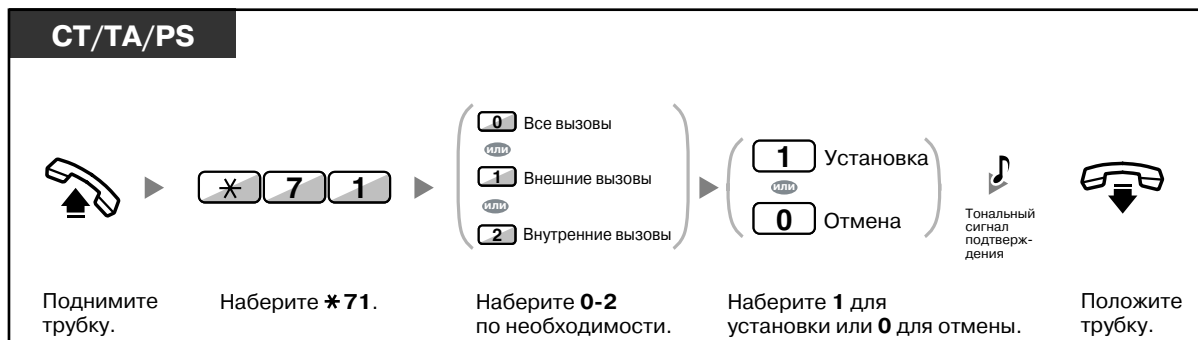 CT/TA/PS
0 Все вызовы
или
1 Внешние вызовы
или
2 Внутренние вызовы
* 7 1
1 Установка
или
0 Отмена
Тональный
сигнал
подтверж-
дения
Поднимите
трубку.
Наберите *71.
Наберите 0-2
по необходимости.
Наберите 1 для
установки или 0 для отмены.
Положите
трубку.